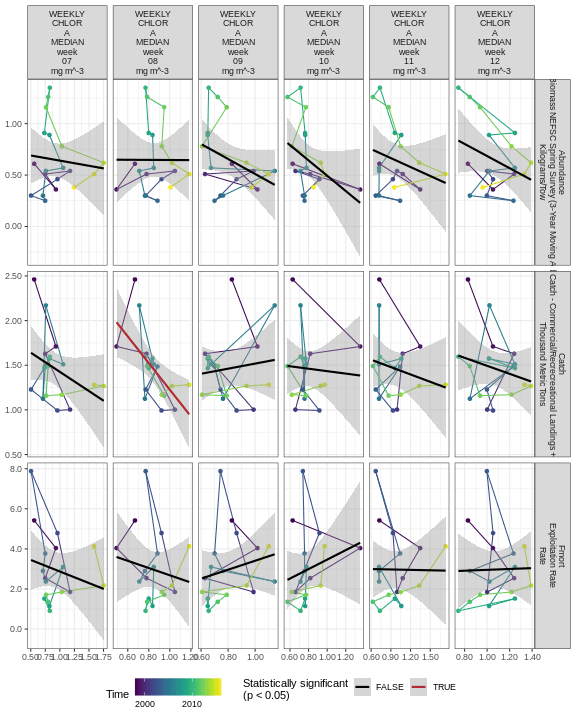 WEEKLY WEEKLY WEEKLY WEEKLY WEEKLY WEEKLY
CHLOR CHLOR CHLOR CHLOR CHLOR CHLOR
A A A A A A
MEDIAN MEDIAN MEDIAN MEDIAN MEDIAN MEDIAN
week week week week week week
07 08 09 10 11 12
mg m^-3 mg m^-3 mg m^-3 mg m^-3 mg m^-3 mg m^-3
1.00
0.50
0.00
Abundance
Biomass NEFSC Spring Survey (3-Year Moving A
Kilograms/Tow
2.50
2.00
1.50
1.00
0.50
Catch
Catch - Commercial/Recreational Landings +
Thousand Metric Tons
8.0
6.0
4.0
2.0
0.0
Fmort
Exploitation Rate
Rate
0.50 0.75 1.00 1.25 1.50 1.75 0.60 0.80 1.00 1.20 0.60 0.80 1.00 0.60 0.80 1.00 1.20 0.60 0.90 1.20 1.50 0.80 1.00 1.20 1.40
Time
2000 2010
Statistically significant
(p < 0.05)
FALSE TRUE